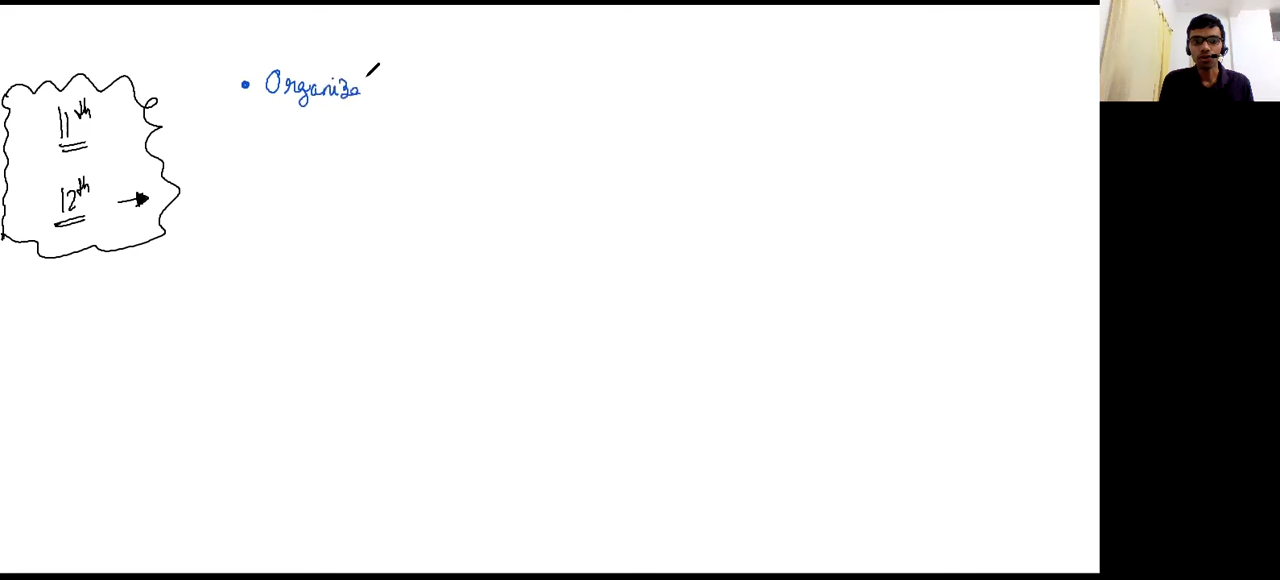 11th
12th →
• Organiza